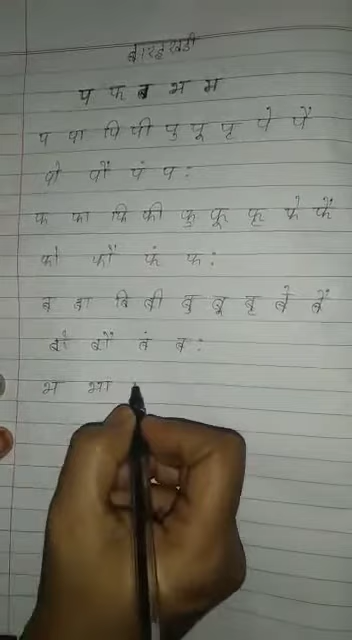 बारहखडी
प फ ब भ म
प पा पि पी पु पू पृ पे पै
पो पौ पं पः
फ फा फि फी फु फू फृ फे फैं
फो फौ फं फः
ब बा बि बी बु बू बृ बे बैं
बो बौ बं बः
भ भा